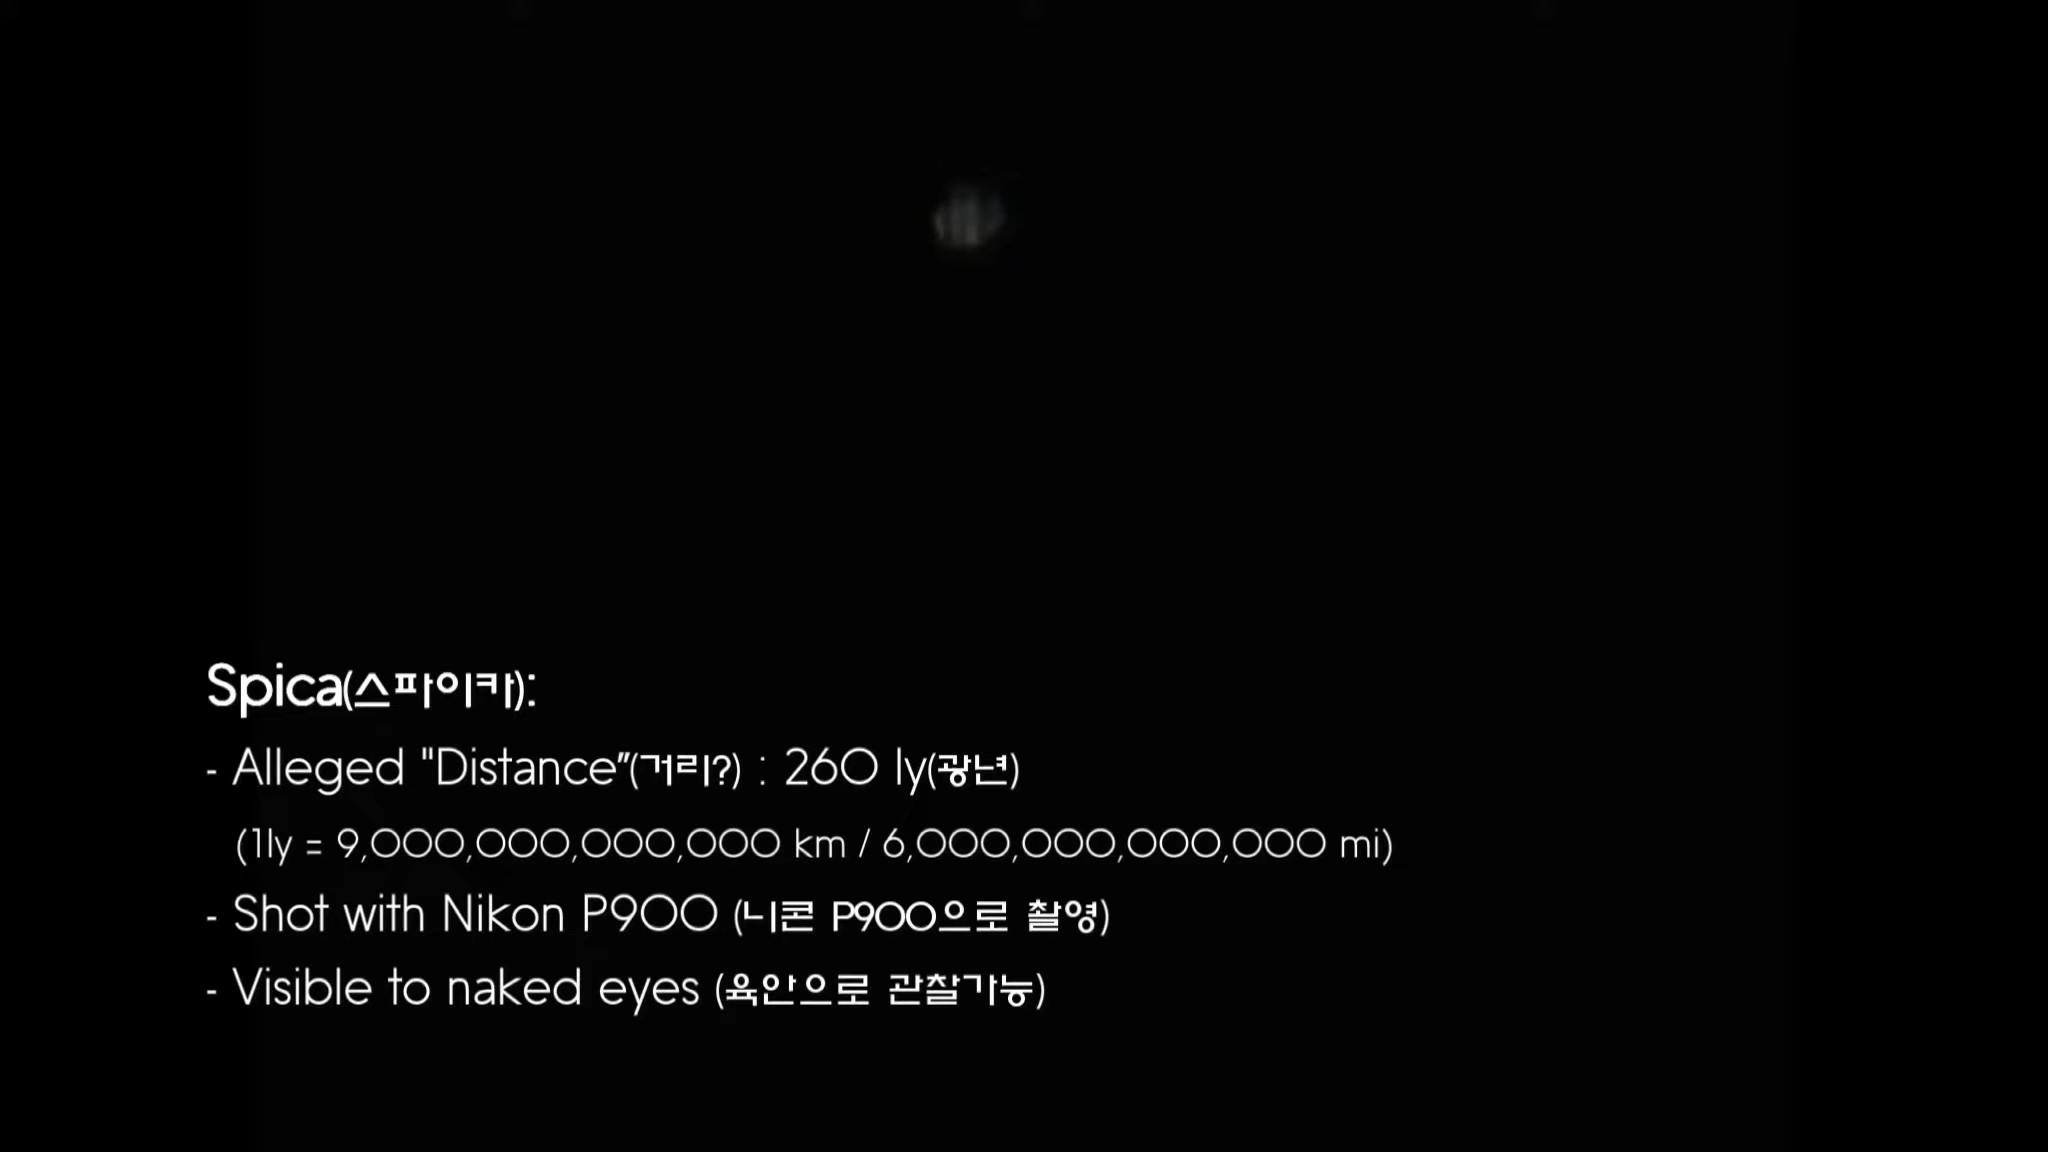 Spica(스파이카):
- Alleged "Distance"(거리?) : 260 ly(광년)
(1ly = 9,000,000,000,000 km / 6,000,000,000,000 mi)
- Shot with Nikon P900 (니콘 P900으로 촬영)
- Visible to naked eyes (육안으로 관찰가능)